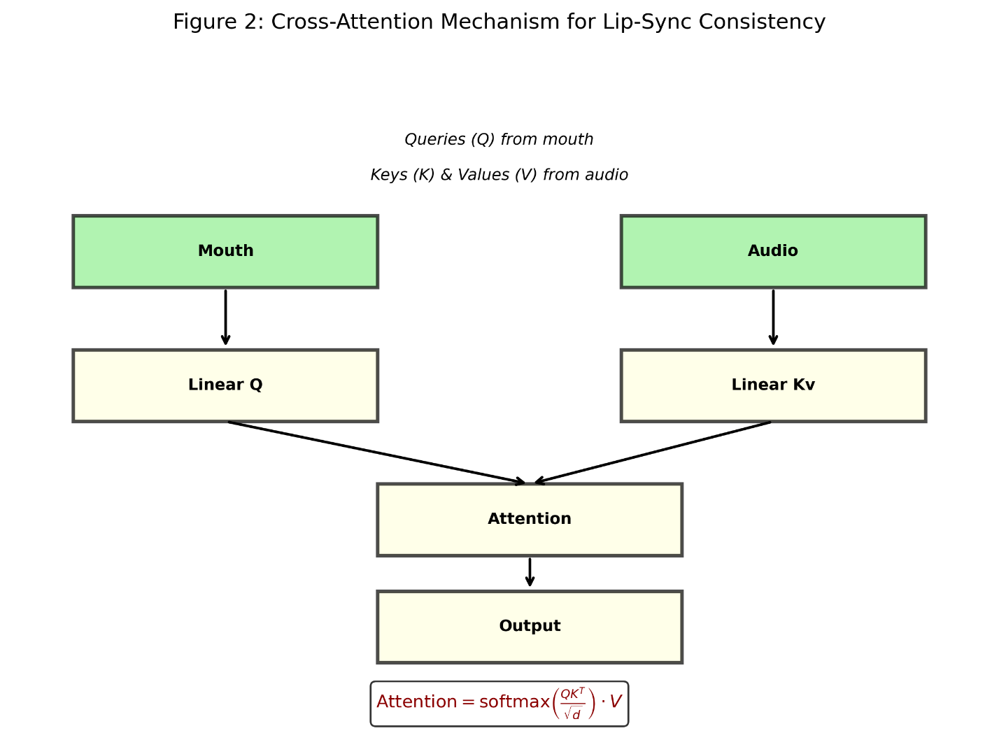 Figure 2: Cross-Attention Mechanism for Lip-Sync Consistency
Queries (Q) from mouth
Keys (K) & Values (V) from audio
Mouth
Audio
Linear Q
Linear Kv
Attention
Output
Attention = softmax(QK^T / √d) · V